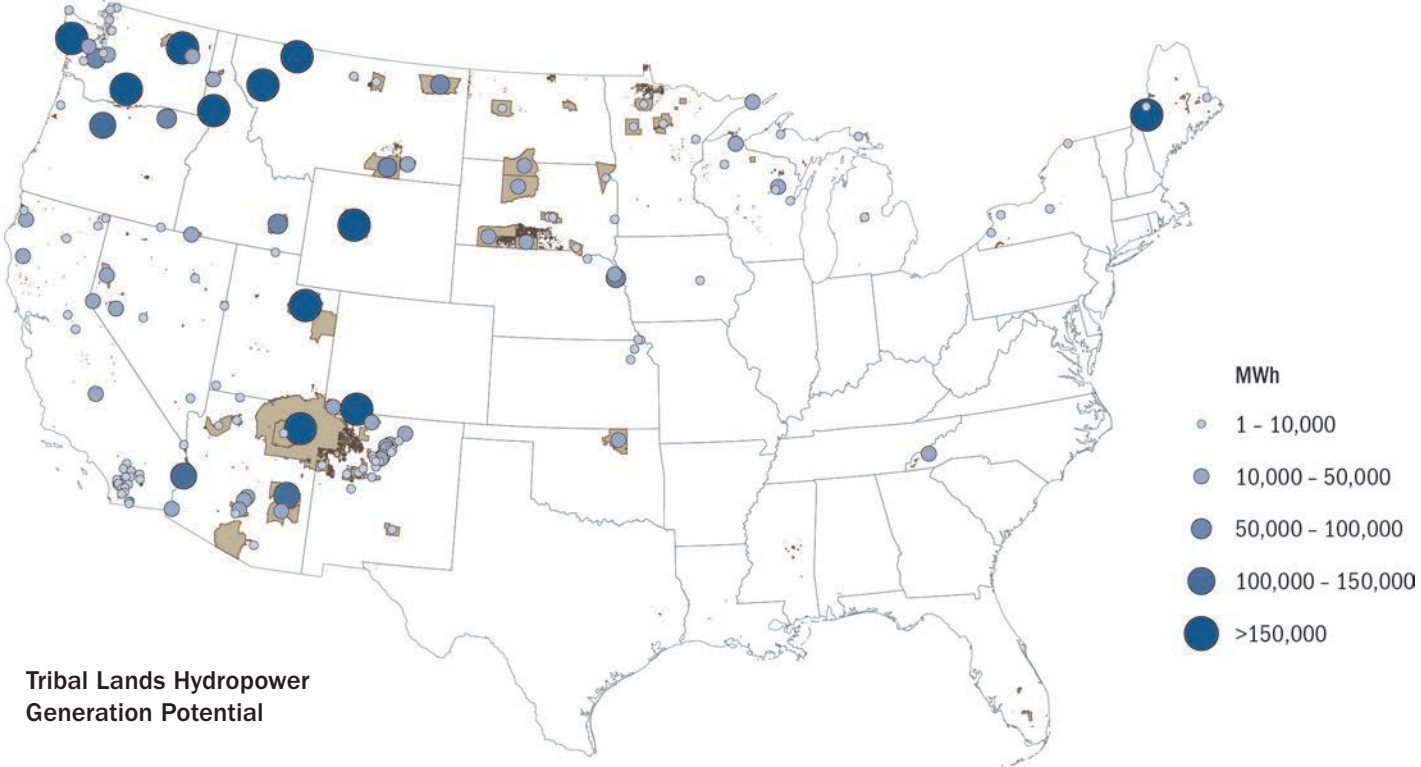 MWh
1 – 10,000
10,000 – 50,000
50,000 – 100,000
100,000 – 150,000
>150,000
Tribal Lands Hydropower
Generation Potential